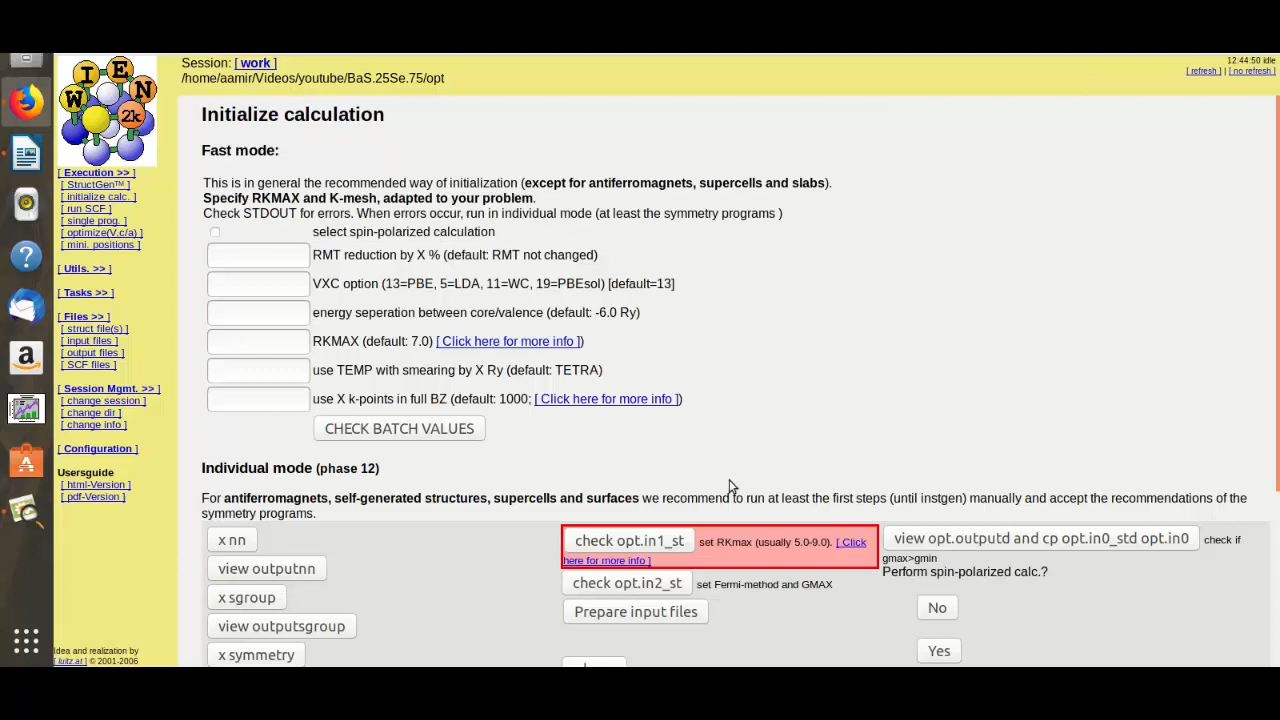 W I E N 2k
Session: [ work ]
/home/aamir/Videos/youtube/BaS.25Se.75/opt
12:44:50 idle
[ refresh ] | [ no refresh ]
[ Execution >> ]
[ StructGen™ ]
[ initialize calc. ]
[ run SCF ]
[ single prog. ]
[ optimize(V,c/a) ]
[ mini. positions ]
[ Utils. >> ]
[ Tasks >> ]
[ Files >> ]
[ struct file(s) ]
[ input files ]
[ output files ]
[ SCF files ]
[ Session Mgmt. >> ]
[ change session ]
[ change dir ]
[ change info ]
[ Configuration ]
Usersguide
[ html-Version ]
[ pdf-Version ]
Idea and realization by
[ luitz.at ] © 2001-2006
Initialize calculation
Fast mode:
This is in general the recommended way of initialization (except for antiferromagnets, supercells and slabs).
Specify RKMAX and K-mesh, adapted to your problem.
Check STDOUT for errors. When errors occur, run in individual mode (at least the symmetry programs )
select spin-polarized calculation
RMT reduction by X % (default: RMT not changed)
VXC option (13=PBE, 5=LDA, 11=WC, 19=PBEsol) [default=13]
energy seperation between core/valence (default: -6.0 Ry)
RKMAX (default: 7.0) [ Click here for more info ])
use TEMP with smearing by X Ry (default: TETRA)
use X k-points in full BZ (default: 1000; [ Click here for more info ])
CHECK BATCH VALUES
Individual mode (phase 12)
For antiferromagnets, self-generated structures, supercells and surfaces we recommend to run at least the first steps (until instgen) manually and accept the recommendations of the
symmetry programs.
x nn
view outputnn
x sgroup
view outputsgroup
x symmetry
check opt.in1_st set RKmax (usually 5.0-9.0). [ Click
here for more info ]
check opt.in2_st set Fermi-method and GMAX
Prepare input files
view opt.outputd and cp opt.in0_std opt.in0 check if
gmax>gmin
Perform spin-polarized calc.?
No
Yes